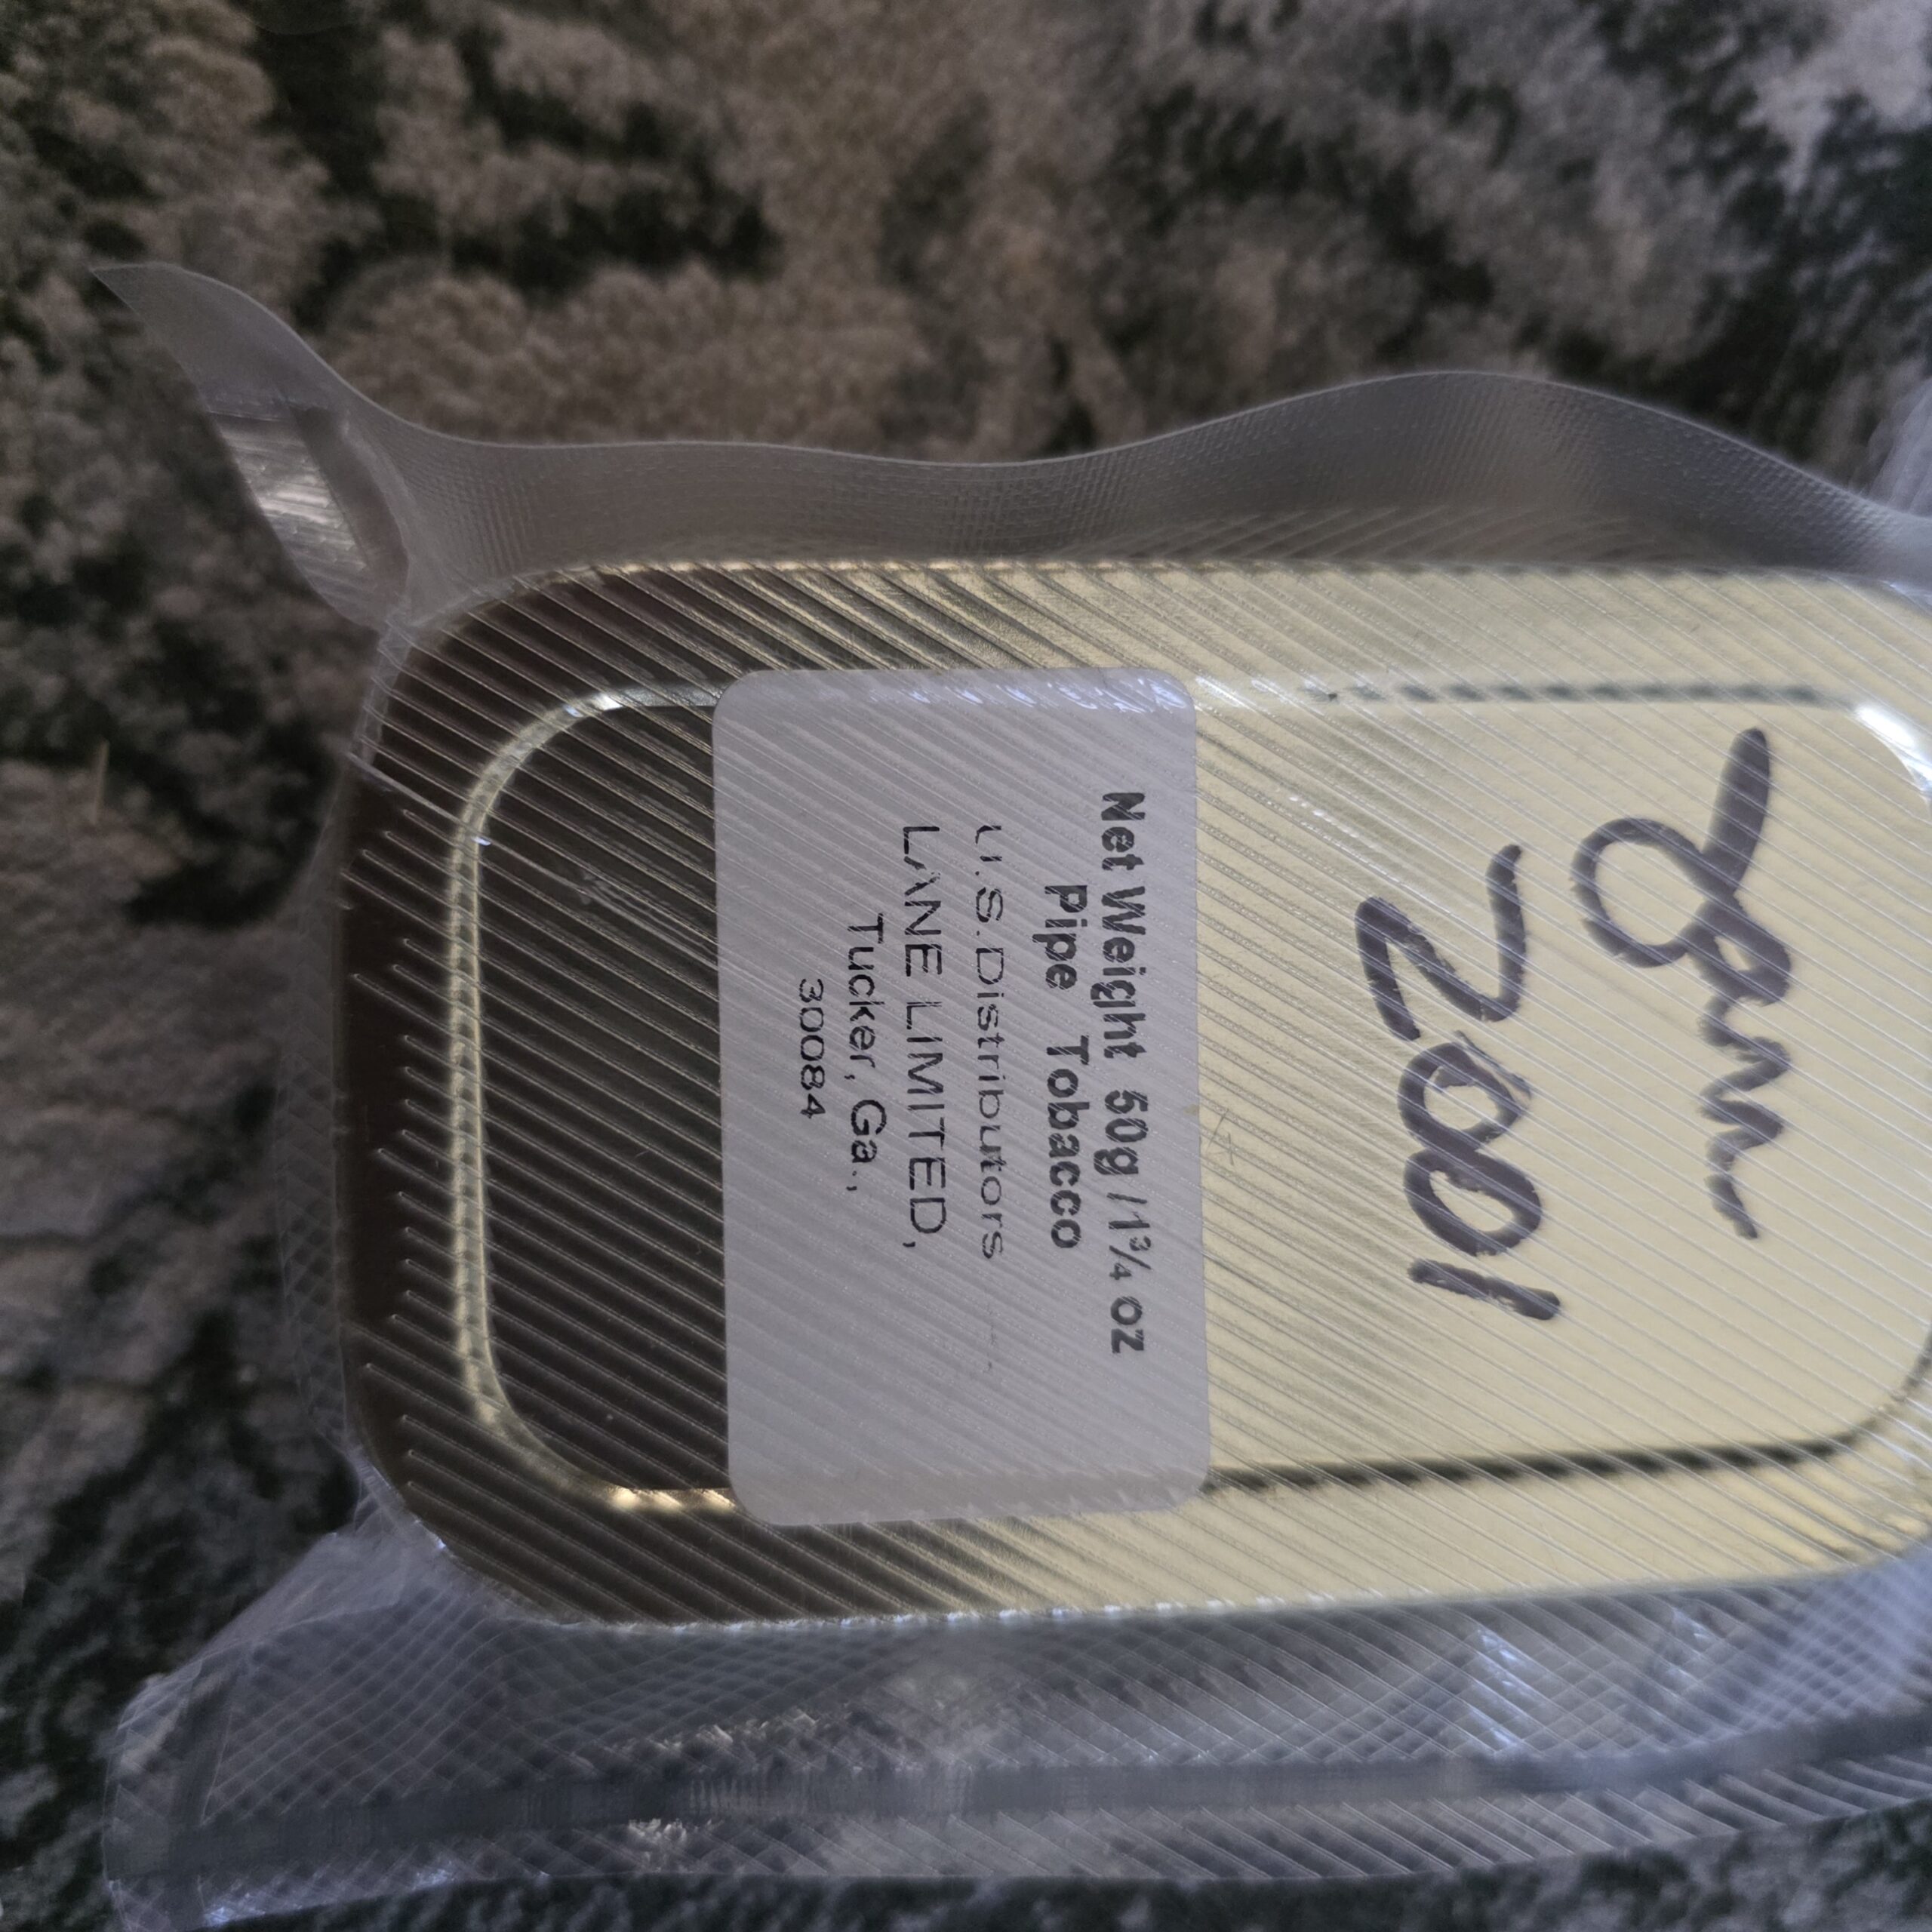 Jan
2001
Net Weight 50g / 1¾ oz
Pipe Tobacco
U.S. Distributors
LANE LIMITED,
Tucker, Ga.,
30084